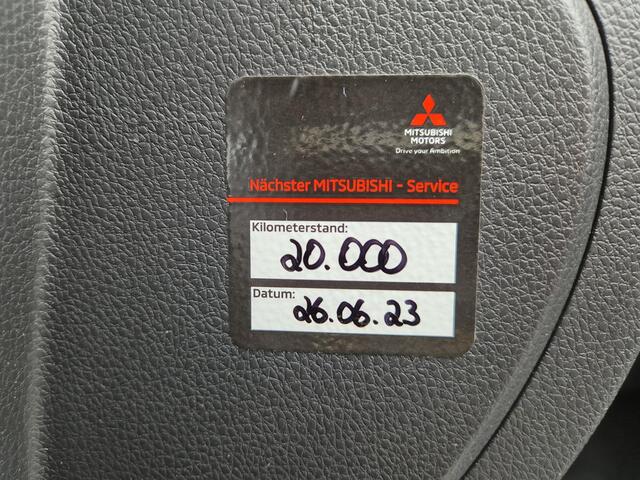 MITSUBISHI
MOTORS
Drive your Ambition
Nächster MITSUBISHI - Service
Kilometerstand:
20.000
Datum:
26.06.23